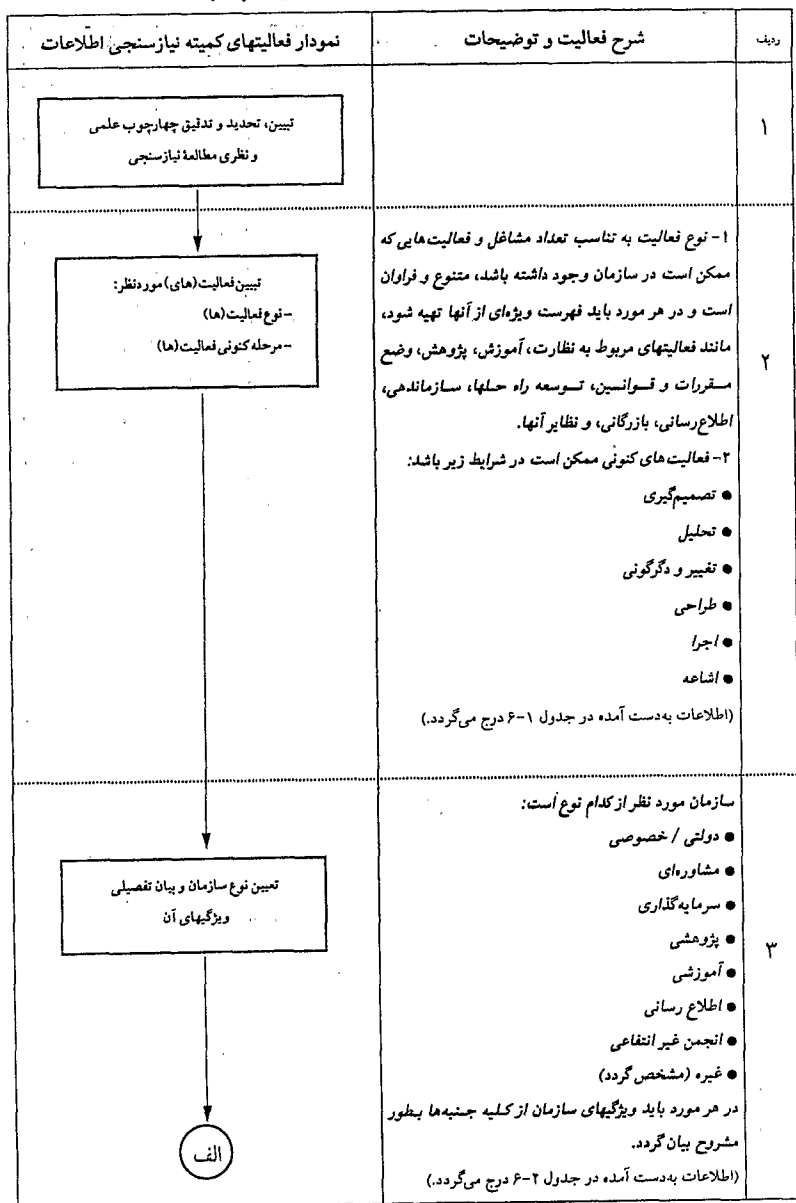 ردیف
شرح فعالیت و توضیحات
نمودار فعالیتهای کمیته نیازسنجی اطلاعات
۱
تبیین، تحدید و تدقیق چهارچوب علمی
و نظری مطالعهٔ نیازسنجی
۲
۱- نوع فعالیت به تناسب تعداد مشاغل و فعالیت‌هایی که
ممکن است در سازمان وجود داشته باشد، متنوع و فراوان
است و در هر مورد باید فهرست ویژه‌ای از آنها تهیه شود،
مانند فعالیتهای مربوط به نظارت، آموزش، پژوهش، وضع
مقررات و قوانین، توسعه راه حلها، سازماندهی،
اطلاع‌رسانی، بازرگانی، و نظایر آنها.
۲- فعالیت‌های کنونی ممکن است در شرایط زیر باشد:
● تصمیم‌گیری
● تحلیل
● تغییر و دگرگونی
● طراحی
● اجرا
● اشاعه
(اطلاعات به‌دست آمده در جدول ۱-۶ درج می‌گردد.)
تبیین فعالیت(های) موردنظر:
- نوع فعالیت(ها)
- مرحله کنونی فعالیت(ها)
۳
سازمان مورد نظر از کدام نوع است:
● دولتی / خصوصی
● مشاوره‌ای
● سرمایه‌گذاری
● پژوهشی
● آموزشی
● اطلاع رسانی
● انجمن غیر انتفاعی
● غیره (مشخص گردد)
در هر مورد باید ویژگیهای سازمان از کلیه جنبه‌ها بطور
مشروح بیان گردد.
(اطلاعات به‌دست آمده در جدول ۲-۶ درج می‌گردد.)
تعیین نوع سازمان و بیان تفصیلی
ویژگیهای آن
الف